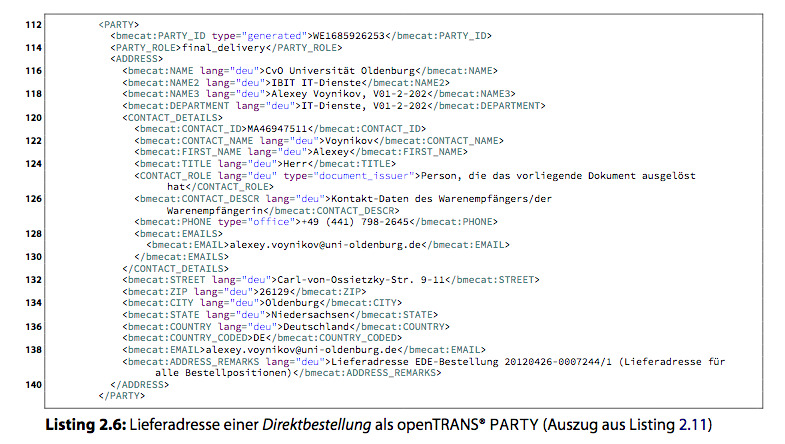 112 <PARTY>
<bmecat:PARTY_ID type="generated">WE1685926253</bmecat:PARTY_ID>
114 <PARTY_ROLE>final_delivery</PARTY_ROLE>
<ADDRESS>
116 <bmecat:NAME lang="deu">CvO Universität Oldenburg</bmecat:NAME>
<bmecat:NAME2 lang="deu">IBIT IT-Dienste</bmecat:NAME2>
118 <bmecat:NAME3 lang="deu">Alexey Voynikov, V01-2-202</bmecat:NAME3>
<bmecat:DEPARTMENT lang="deu">IT-Dienste, V01-2-202</bmecat:DEPARTMENT>
120 <CONTACT_DETAILS>
<bmecat:CONTACT_ID>MA46947511</bmecat:CONTACT_ID>
122 <bmecat:CONTACT_NAME lang="deu">Voynikov</bmecat:CONTACT_NAME>
<bmecat:FIRST_NAME lang="deu">Alexey</bmecat:FIRST_NAME>
124 <bmecat:TITLE lang="deu">Herr</bmecat:TITLE>
<CONTACT_ROLE lang="deu" type="document_issuer">Person, die das vorliegende Dokument ausgelöst
hat</CONTACT_ROLE>
126 <bmecat:CONTACT_DESCR lang="deu">Kontakt-Daten des Warenempfängers/der
Warenempfängerin</bmecat:CONTACT_DESCR>
<bmecat:PHONE type="office">+49 (441) 798-2645</bmecat:PHONE>
128 <bmecat:EMAILS>
<bmecat:EMAIL>alexey.voynikov@uni-oldenburg.de</bmecat:EMAIL>
130 </bmecat:EMAILS>
</CONTACT_DETAILS>
132 <bmecat:STREET lang="deu">Carl-von-Ossietzky-Str. 9-11</bmecat:STREET>
<bmecat:ZIP lang="deu">26129</bmecat:ZIP>
134 <bmecat:CITY lang="deu">Oldenburg</bmecat:CITY>
<bmecat:STATE lang="deu">Niedersachsen</bmecat:STATE>
136 <bmecat:COUNTRY lang="deu">Deutschland</bmecat:COUNTRY>
<bmecat:COUNTRY_CODED>DE</bmecat:COUNTRY_CODED>
138 <bmecat:EMAIL>alexey.voynikov@uni-oldenburg.de</bmecat:EMAIL>
<bmecat:ADDRESS_REMARKS lang="deu">Lieferadresse EDE-Bestellung 20120426-0007244/1 (Lieferadresse für
alle Bestellpositionen)</bmecat:ADDRESS_REMARKS>
140 </ADDRESS>
</PARTY>
Listing 2.6: Lieferadresse einer Direktbestellung als openTRANS® PARTY (Auszug aus Listing 2.11)